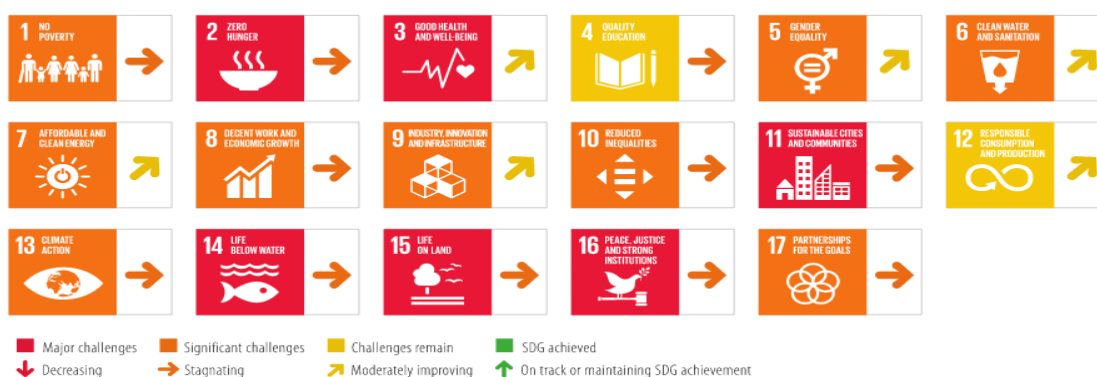 1 NO
POVERTY
2 ZERO
HUNGER
3 GOOD HEALTH
AND WELL-BEING
4 QUALITY
EDUCATION
5 GENDER
EQUALITY
6 CLEAN WATER
AND SANITATION
7 AFFORDABLE AND
CLEAN ENERGY
8 DECENT WORK AND
ECONOMIC GROWTH
9 INDUSTRY, INNOVATION
AND INFRASTRUCTURE
10 REDUCED
INEQUALITIES
11 SUSTAINABLE CITIES
AND COMMUNITIES
12 RESPONSIBLE
CONSUMPTION
AND PRODUCTION
13 CLIMATE
ACTION
14 LIFE
BELOW WATER
15 LIFE
ON LAND
16 PEACE, JUSTICE
AND STRONG
INSTITUTIONS
17 PARTNERSHIPS
FOR THE GOALS
Major challenges Significant challenges Challenges remain SDG achieved
Decreasing Stagnating Moderately improving On track or maintaining SDG achievement